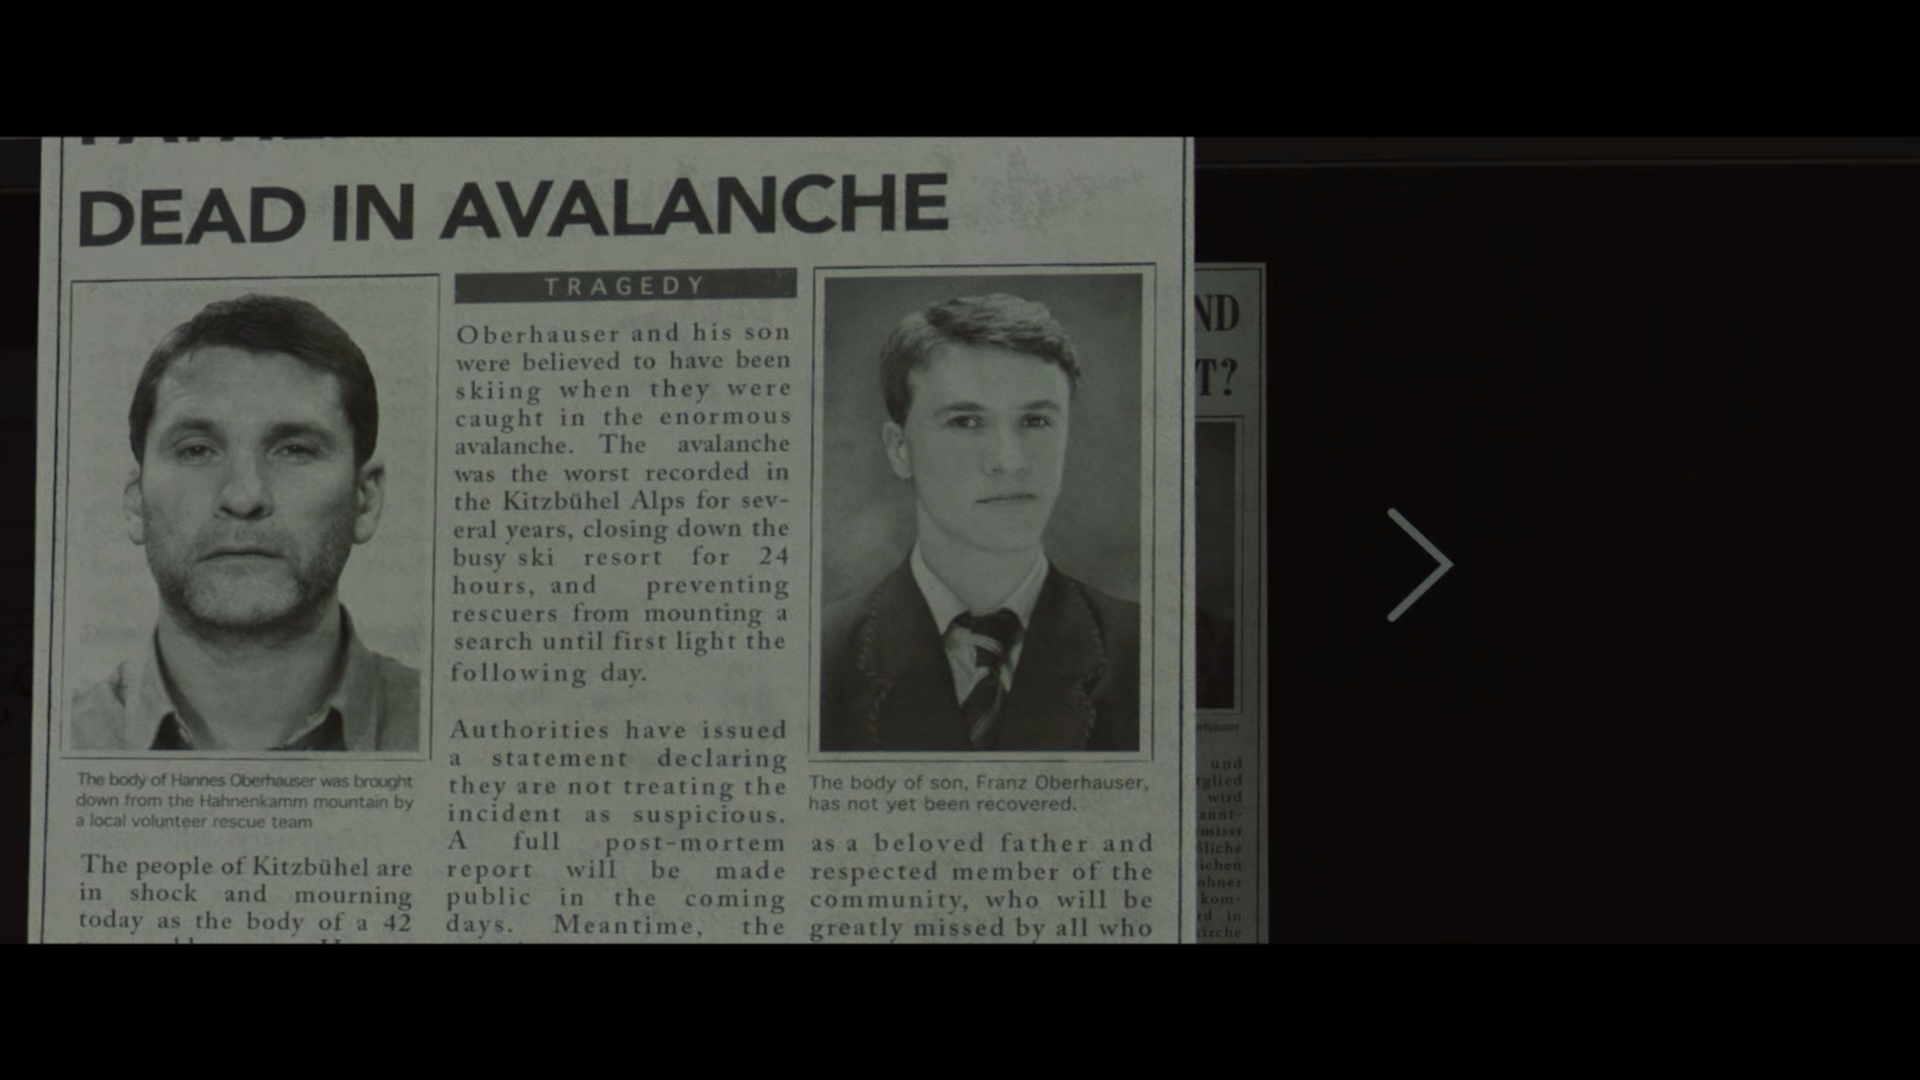 DEAD IN AVALANCHE
The body of Hannes Oberhauser was brought
down from the Hahnenkamm mountain by
a local volunteer rescue team
The people of Kitzbühel are
in shock and mourning
today as the body of a 42
TRAGEDY
Oberhauser and his son
were believed to have been
skiing when they were
caught in the enormous
avalanche. The avalanche
was the worst recorded in
the Kitzbühel Alps for sev-
eral years, closing down the
busy ski resort for 24
hours, and preventing
rescuers from mounting a
search until first light the
following day.
Authorities have issued
a statement declaring
they are not treating the
incident as suspicious.
A full post-mortem
report will be made
public in the coming
days. Meantime, the
The body of son, Franz Oberhauser,
has not yet been recovered.
as a beloved father and
respected member of the
community, who will be
greatly missed by all who
ND
T?
und
wird